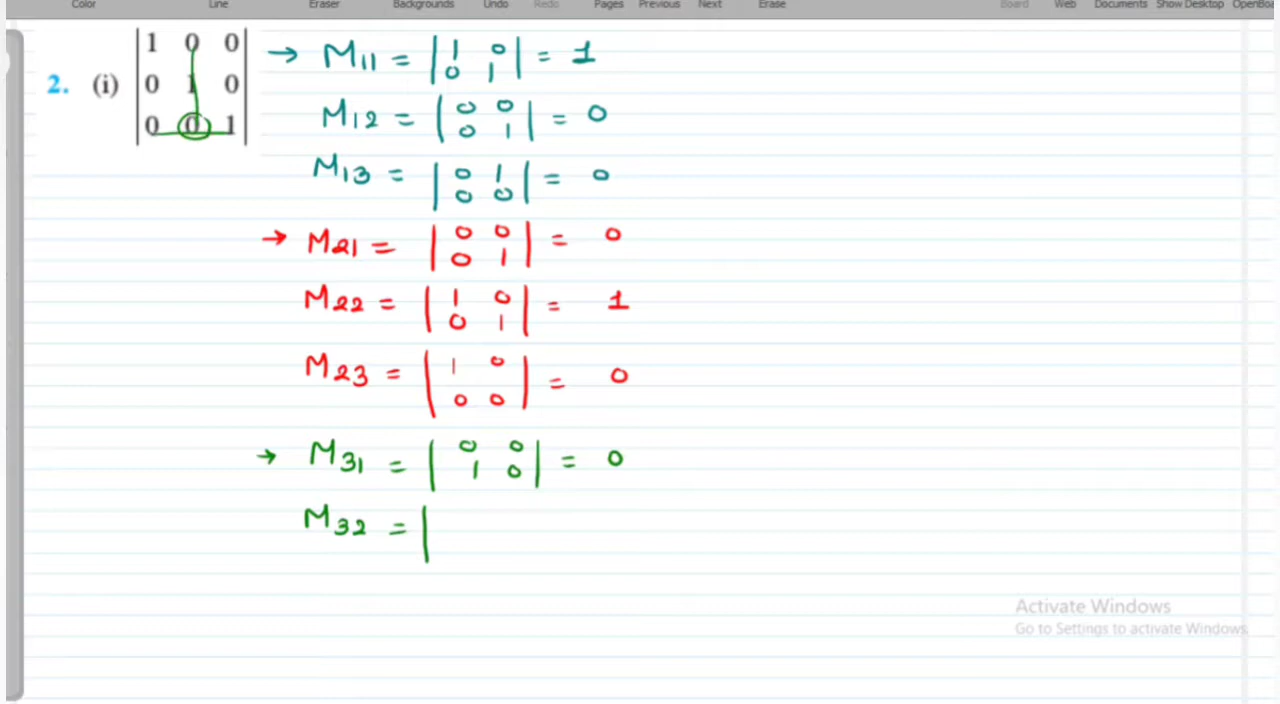 Color Line Eraser Backgrounds Undo Redo Pages Previous Next Erase Board Web Documents Show Desktop OpenBoa
2. (i) | 1 0 0 |
| 0 1 0 |
| 0 0 1 |
→ M11 = | 1 0 | = 1
| 0 1 |
M12 = | 0 0 | = 0
| 0 1 |
M13 = | 0 1 | = 0
| 0 0 |
→ M21 = | 0 0 | = 0
| 0 1 |
M22 = | 1 0 | = 1
| 0 1 |
M23 = | 1 0 | = 0
| 0 0 |
→ M31 = | 0 0 | = 0
| 1 0 |
M32 = |
Activate Windows
Go to Settings to activate Windows.